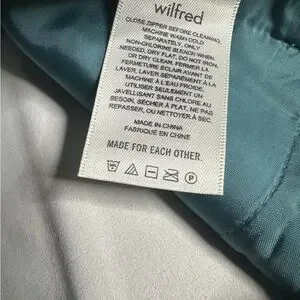 wilfred
CLOSE ZIPPER BEFORE CLEANING.
MACHINE WASH COLD
SEPARATELY, ONLY
NON-CHLORINE BLEACH WHEN
NEEDED, DRY FLAT, DO NOT IRON,
OR DRY CLEAN. FERMER LA
FERMETURE ÉCLAIR AVANT DE
LAVER, LAVER SÉPARÉMENT À LA
MACHINE À L'EAU FROIDE,
UTILISER SEULEMENT UN
JAVELLISANT SANS CHLORE AU
BESOIN, SÉCHER À PLAT, NE PAS
REPASSER, OU NETTOYER À SEC.
MADE IN CHINA
FABRIQUÉ EN CHINE
MADE FOR EACH OTHER.
P